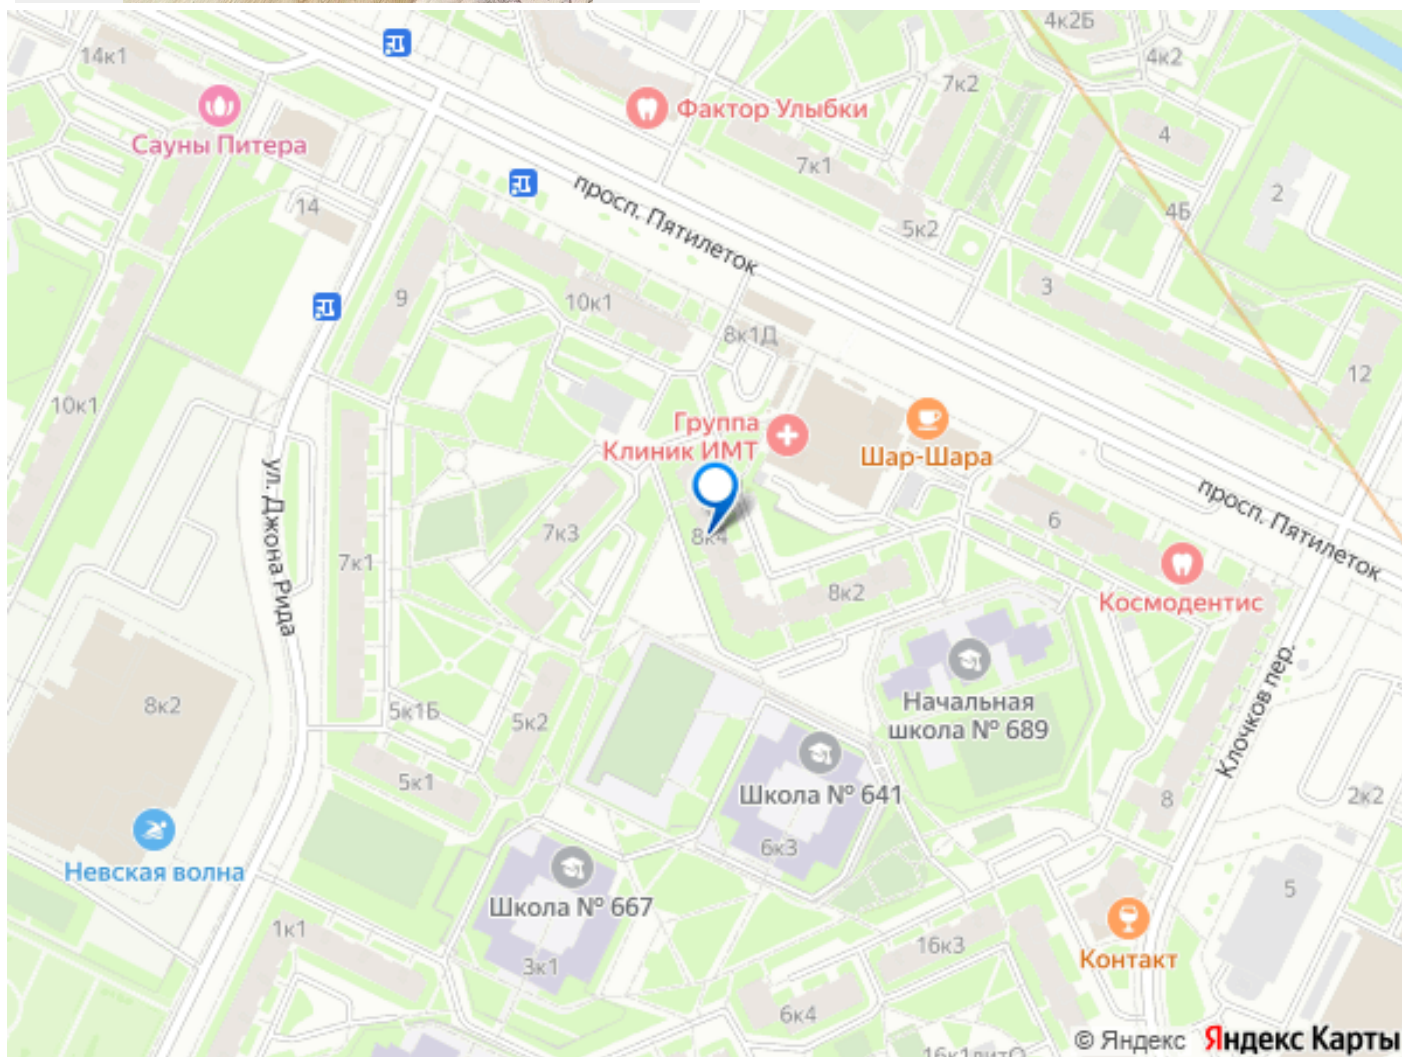 4к2Б
14к1
4к2
7к2
Фактор Улыбки
Сауны Питера
4
7к1
2
просп. Пятилеток
14
4Б
5к2
3
9
10к1
8к1Д
12
10к1
Группа
Клиник ИМТ
Шар-Шара
просп. Пятилеток
ул. Джона Рида
6
7к3
8к4
7к1
8к2
Космодентис
Начальная
школа № 689
Клочков пер.
8к2
5к1Б
5к2
5к1
Школа № 641
8
2к2
6к3
Невская волна
Школа № 667
5
1к1
16к3
Контакт
3к1
6к4
16к1литО
© Яндекс Яндекс Карты